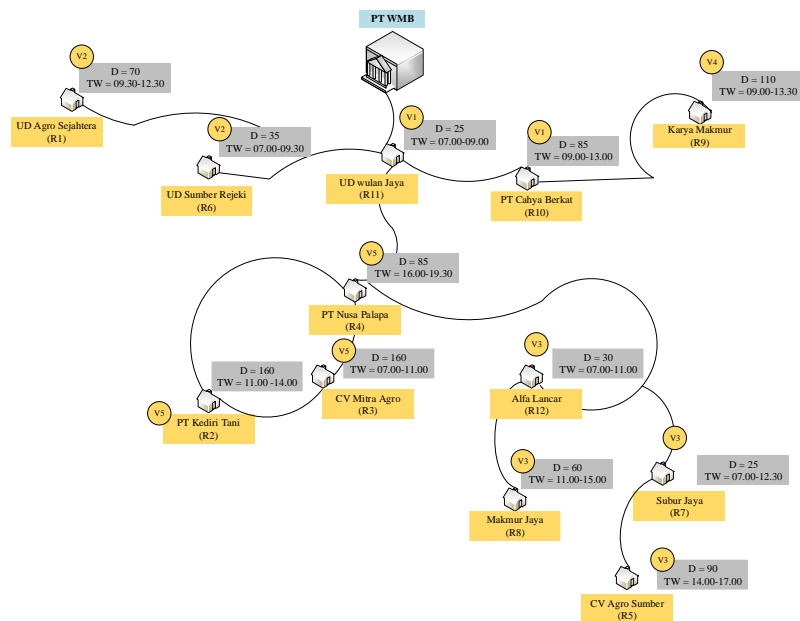 PT WMB
V2
D = 70
TW = 09.30-12.30
UD Agro Sejahtera
(R1)
V2
D = 35
TW = 07.00-09.30
UD Sumber Rejeki
(R6)
V1
D = 25
TW = 07.00-09.00
UD wulan Jaya
(R11)
V1
D = 85
TW = 09.00-13.00
PT Cahya Berkat
(R10)
V4
D = 110
TW = 09.00-13.30
Karya Makmur
(R9)
V5
D = 85
TW = 16.00-19.30
PT Nusa Palapa
(R4)
V5
D = 160
TW = 07.00-11.00
CV Mitra Agro
(R3)
D = 160
TW = 11.00 -14.00
V5
PT Kediri Tani
(R2)
V3
D = 30
TW = 07.00-11.00
Alfa Lancar
(R12)
V3
D = 60
TW = 11.00-15.00
Makmur Jaya
(R8)
V3
D = 25
TW = 07.00-12.30
Subur Jaya
(R7)
V3
D = 90
TW = 14.00-17.00
CV Agro Sumber
(R5)